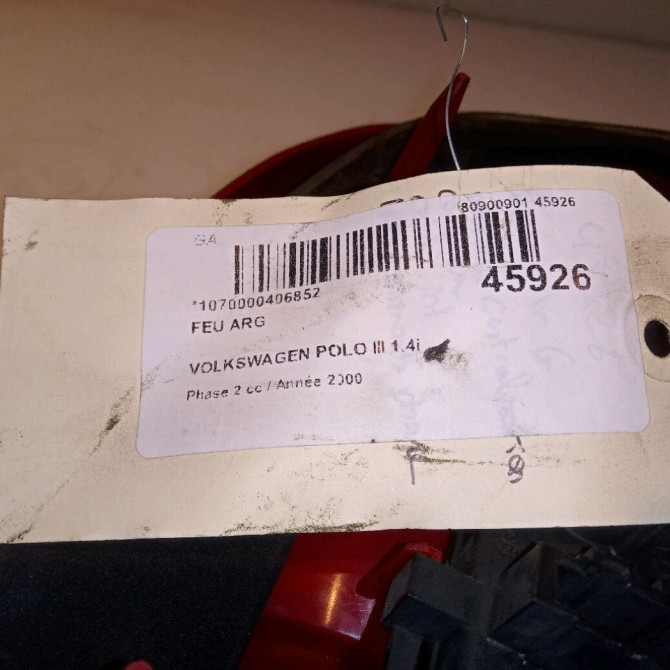 80900901 45926
GA
45926
*1070000406852
FEU ARG
VOLKSWAGEN POLO III 1.4i
Phase 2 cc / Année 2000